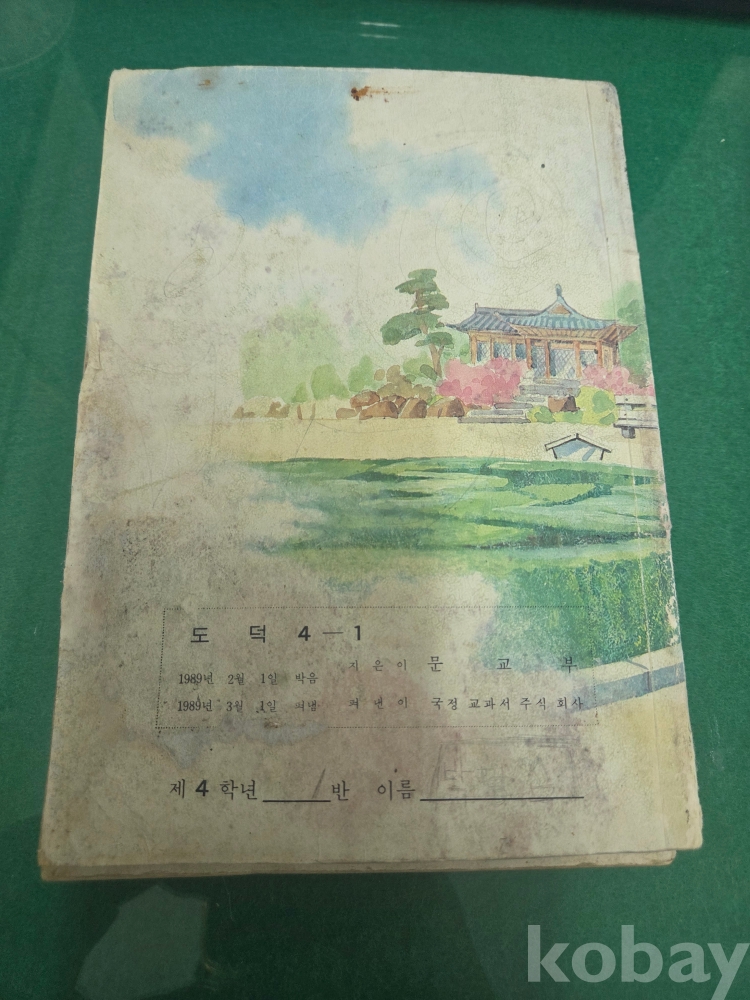 도 덕 4—1
지은이 문 교 부
1989년 2월 1일 박음
1989년 3월 1일 펴냄 펴낸이 국정 교과서 주식 회사
제 4 학년 1 반 이름
kobay